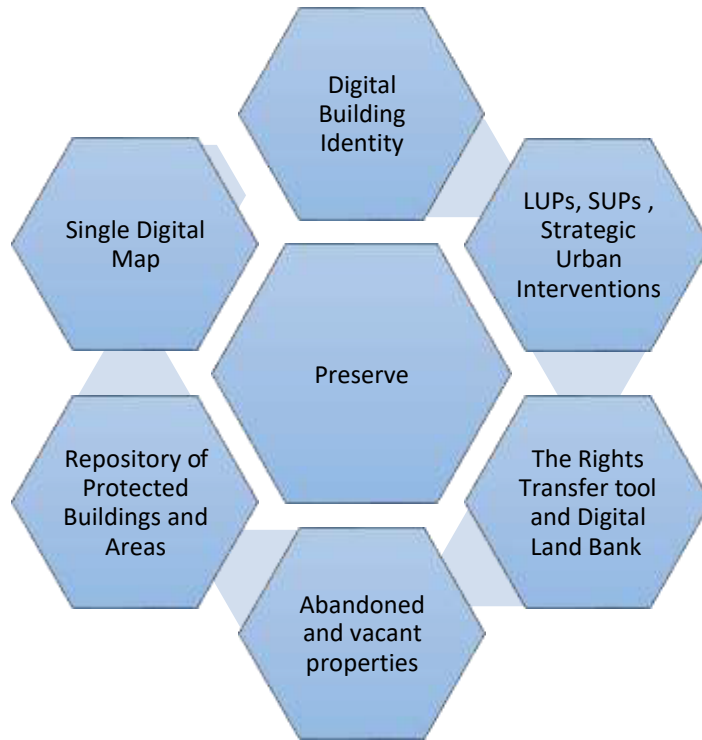 Digital
Building
Identity
LUPs, SUPs ,
Strategic
Urban
Interventions
Single Digital
Map
Preserve
Repository of
Protected
Buildings and
Areas
The Rights
Transfer tool
and Digital
Land Bank
Abandoned
and vacant
properties